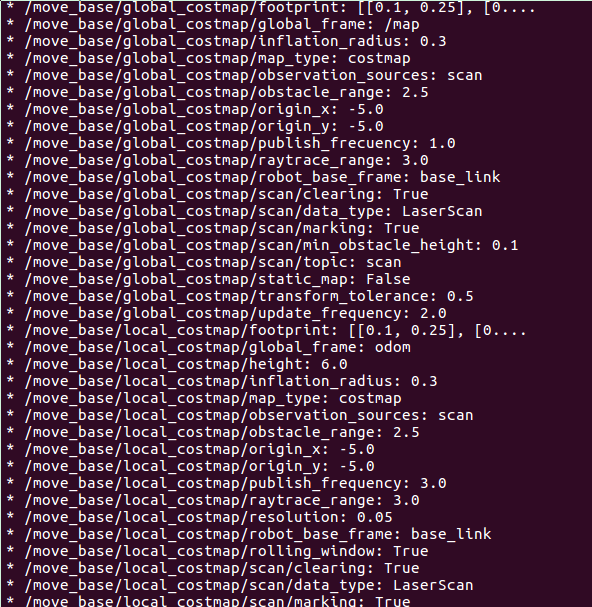 * /move_base/global_costmap/footprint: [[0.1, 0.25], [0....
* /move_base/global_costmap/global_frame: /map
* /move_base/global_costmap/inflation_radius: 0.3
* /move_base/global_costmap/map_type: costmap
* /move_base/global_costmap/observation_sources: scan
* /move_base/global_costmap/obstacle_range: 2.5
* /move_base/global_costmap/origin_x: -5.0
* /move_base/global_costmap/origin_y: -5.0
* /move_base/global_costmap/publish_frecuency: 1.0
* /move_base/global_costmap/raytrace_range: 3.0
* /move_base/global_costmap/robot_base_frame: base_link
* /move_base/global_costmap/scan/clearing: True
* /move_base/global_costmap/scan/data_type: LaserScan
* /move_base/global_costmap/scan/marking: True
* /move_base/global_costmap/scan/min_obstacle_height: 0.1
* /move_base/global_costmap/scan/topic: scan
* /move_base/global_costmap/static_map: False
* /move_base/global_costmap/transform_tolerance: 0.5
* /move_base/global_costmap/update_frequency: 2.0
* /move_base/local_costmap/footprint: [[0.1, 0.25], [0....
* /move_base/local_costmap/global_frame: odom
* /move_base/local_costmap/height: 6.0
* /move_base/local_costmap/inflation_radius: 0.3
* /move_base/local_costmap/map_type: costmap
* /move_base/local_costmap/observation_sources: scan
* /move_base/local_costmap/obstacle_range: 2.5
* /move_base/local_costmap/origin_x: -5.0
* /move_base/local_costmap/origin_y: -5.0
* /move_base/local_costmap/publish_frequency: 3.0
* /move_base/local_costmap/raytrace_range: 3.0
* /move_base/local_costmap/resolution: 0.05
* /move_base/local_costmap/robot_base_frame: base_link
* /move_base/local_costmap/rolling_window: True
* /move_base/local_costmap/scan/clearing: True
* /move_base/local_costmap/scan/data_type: LaserScan
* /move_base/local_costmap/scan/marking: True